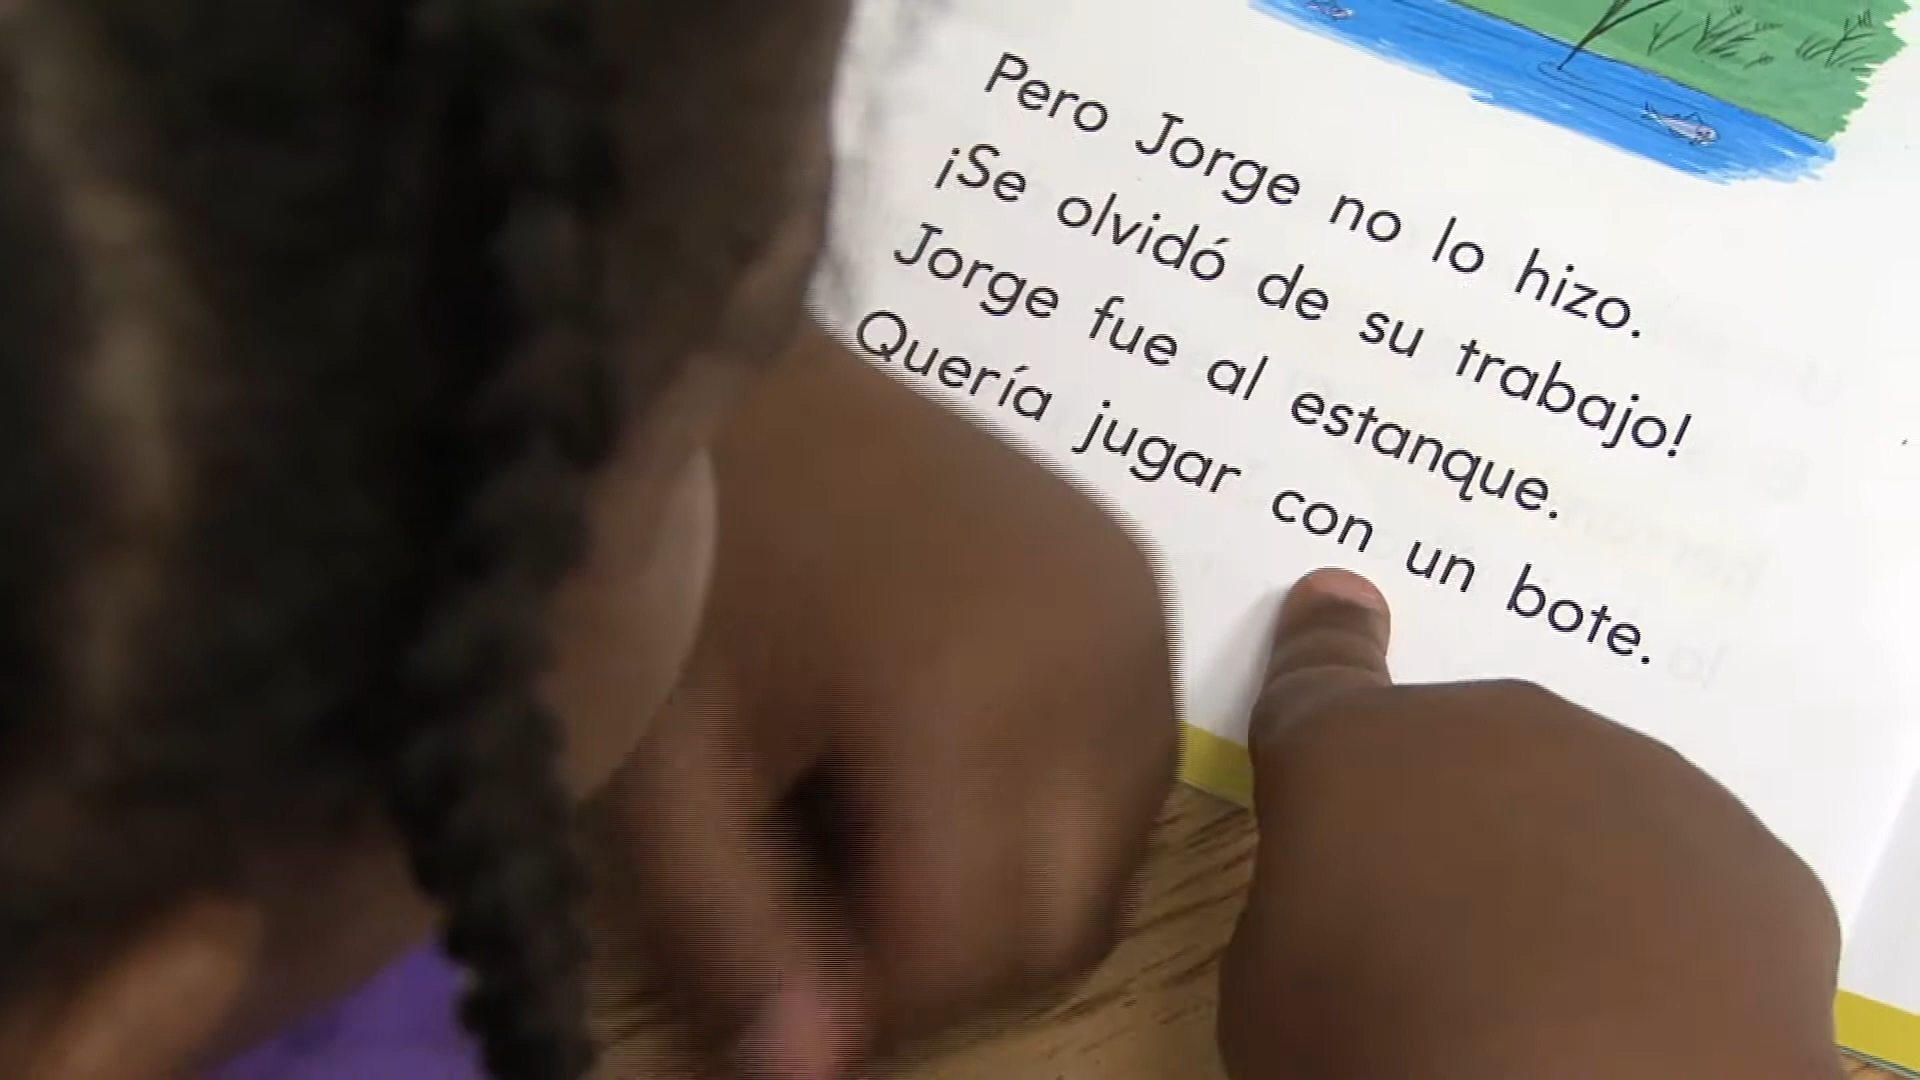 Pero Jorge no lo hizo.
¡Se olvidó de su trabajo!
Jorge fue al estanque.
Quería jugar con un bote.